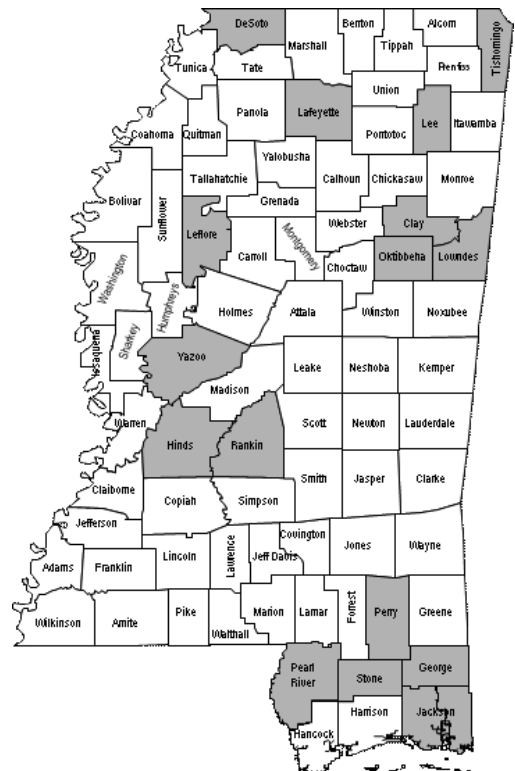 DeSoto
Benton
Alcorn
Tishomingo
Marshall
Tippah
Prentiss
Tunica
Tate
Union
Panola
Lafeyette
Lee
Itawamba
Pontotoc
Coahoma
Quitman
Yalobusha
Tallahatchie
Calhoun
Chickasaw
Monroe
Bolivar
Sunflower
Grenada
Leflore
Webster
Clay
Montgomery
Carroll
Choctaw
Oktibbeha
Lowndes
Washington
Humphreys
Holmes
Attala
Winston
Noxubee
Issaquena
Sharkey
Yazoo
Leake
Neshoba
Kemper
Madison
Warren
Scott
Newton
Lauderdale
Hinds
Rankin
Smith
Jasper
Clarke
Claiborne
Copiah
Simpson
Jefferson
Covington
Lincoln
Lawrence
Jeff Davis
Jones
Wayne
Adams
Franklin
Wilkinson
Amite
Pike
Walthall
Marion
Lamar
Forrest
Perry
Greene
Pearl
River
Stone
George
Hancock
Harrison
Jackson